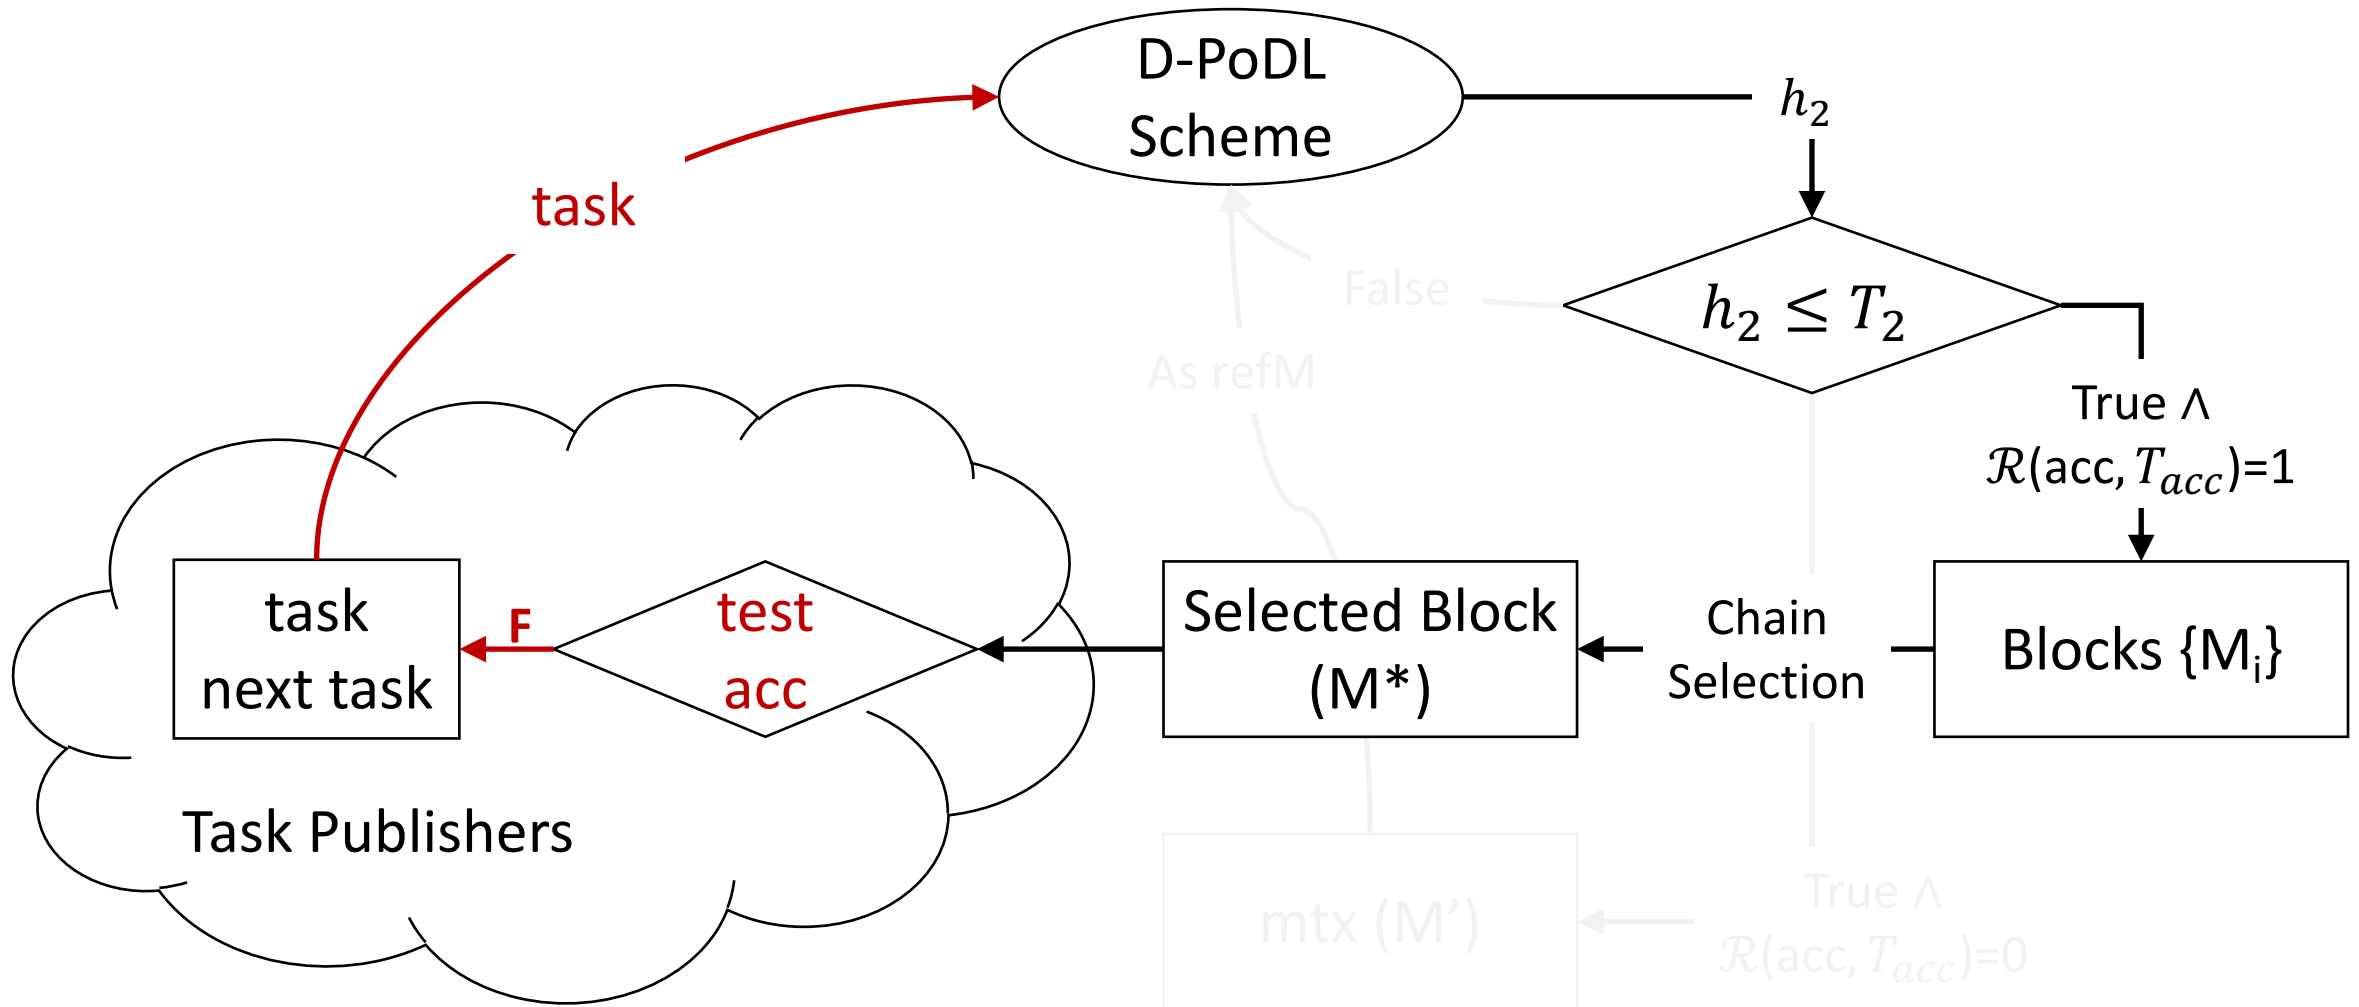 D-PoDL
Scheme
h₂
task
False
h₂ ≤ T₂
As refM
True ∧
ℛ(acc, T_acc)=1
task
next task
F
test
acc
Selected Block
(M*)
Chain
Selection
Blocks {Mᵢ}
Task Publishers
mtx (M′)
True ∧
ℛ(acc, T_acc)=0